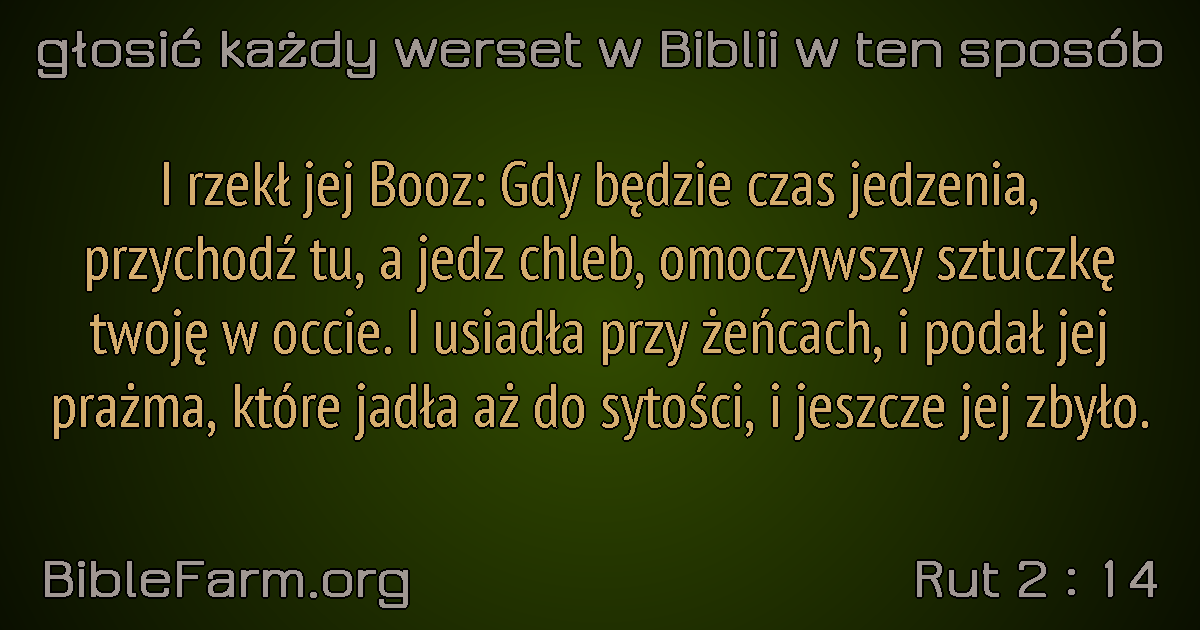 głosić każdy werset w Biblii w ten sposób
I rzekł jej Booz: Gdy będzie czas jedzenia,
przychodź tu, a jedz chleb, omoczywszy sztuczkę
twoję w occie. I usiadła przy żeńcach, i podał jej
prażma, które jadła aż do sytości, i jeszcze jej zbyło.
BibleFarm.org
Rut 2 : 14